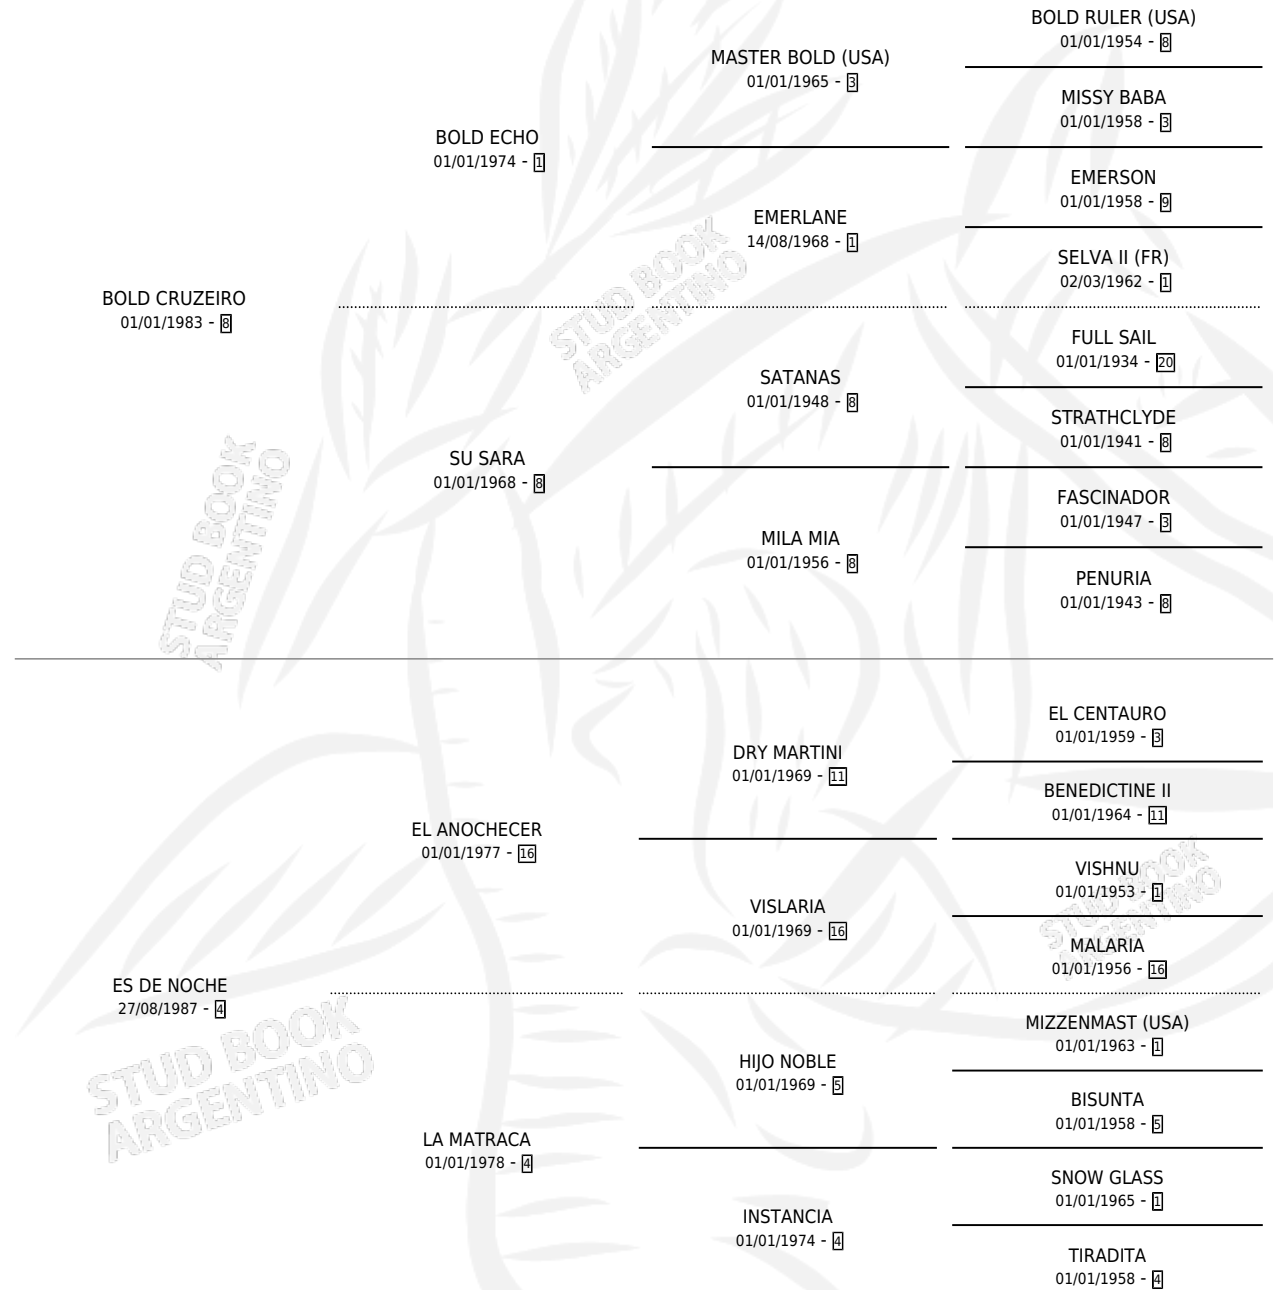 BOLD RULER (USA)
01/01/1954 - 8
MASTER BOLD (USA)
01/01/1965 - 3
MISSY BABA
01/01/1958 - 3
BOLD ECHO
01/01/1974 - 1
EMERSON
01/01/1958 - 9
EMERLANE
14/08/1968 - 1
SELVA II (FR)
02/03/1962 - 1
BOLD CRUZEIRO
01/01/1983 - 8
FULL SAIL
01/01/1934 - 20
SATANAS
01/01/1948 - 8
STRATHCLYDE
01/01/1941 - 8
SU SARA
01/01/1968 - 8
FASCINADOR
01/01/1947 - 3
MILA MIA
01/01/1956 - 8
PENURIA
01/01/1943 - 8
EL CENTAURO
01/01/1959 - 3
DRY MARTINI
01/01/1969 - 11
BENEDICTINE II
01/01/1964 - 11
EL ANOCHECER
01/01/1977 - 16
VISHNU
01/01/1953 - 1
VISLARIA
01/01/1969 - 16
MALARIA
01/01/1956 - 16
ES DE NOCHE
27/08/1987 - 4
MIZZENMAST (USA)
01/01/1963 - 1
HIJO NOBLE
01/01/1969 - 5
BISUNTA
01/01/1958 - 5
LA MATRACA
01/01/1978 - 4
SNOW GLASS
01/01/1965 - 1
INSTANCIA
01/01/1974 - 4
TIRADITA
01/01/1958 - 4
STUD BOOK
ARGENTINO
STUD BOOK
ARGENTINO
STUD BOOK
ARGENTINO
STUD BOOK
ARGENTINO